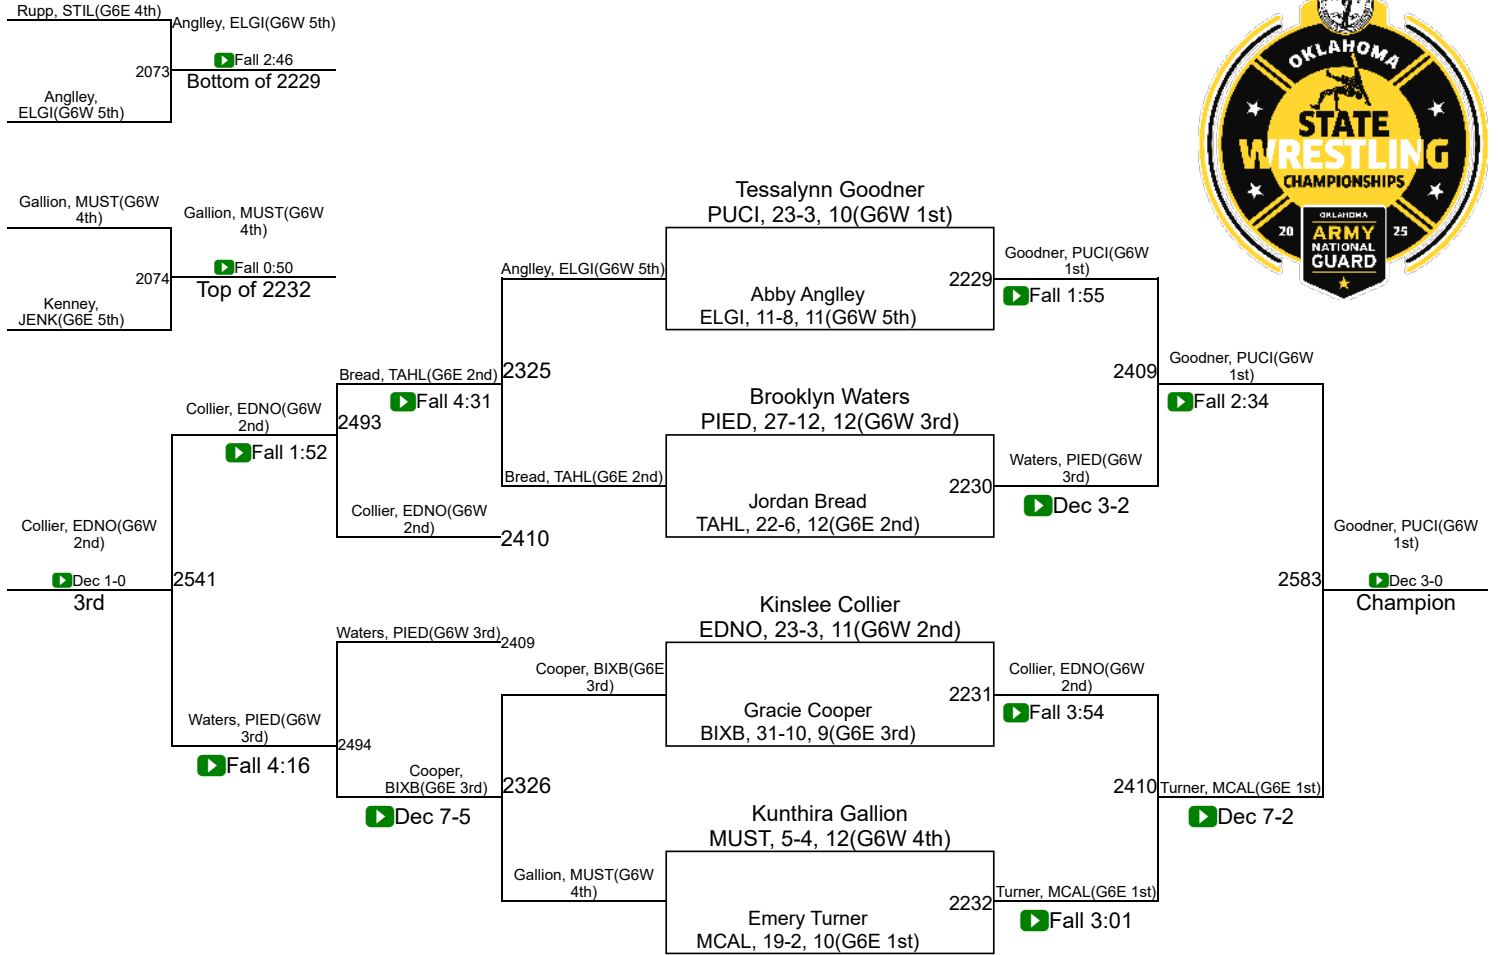 Rupp, STIL(G6E 4th)
Anglley, ELGI(G6W 5th)
Fall 2:46
2073
Bottom of 2229
Anglley,
ELGI(G6W 5th)
Gallion, MUST(G6W
4th)
Gallion, MUST(G6W
4th)
Fall 0:50
2074
Top of 2232
Kenney,
JENK(G6E 5th)
OKLAHOMA
STATE
WRESTLING
CHAMPIONSHIPS
20
25
OKLAHOMA
ARMY
NATIONAL
GUARD
Tessalynn Goodner
PUCI, 23-3, 10(G6W 1st)
Anglley, ELGI(G6W 5th)
2229
Goodner, PUCI(G6W
1st)
Fall 1:55
Abby Anglley
ELGI, 11-8, 11(G6W 5th)
Bread, TAHL(G6E 2nd)
2325
Fall 4:31
2409
Goodner, PUCI(G6W
1st)
Fall 2:34
Collier, EDNO(G6W
2nd)
2493
Fall 1:52
Brooklyn Waters
PIED, 27-12, 12(G6W 3rd)
Bread, TAHL(G6E 2nd)
2230
Waters, PIED(G6W
3rd)
Dec 3-2
Jordan Bread
TAHL, 22-6, 12(G6E 2nd)
Collier, EDNO(G6W
2nd)
2410
Collier, EDNO(G6W
2nd)
Dec 1-0
3rd
2541
Goodner, PUCI(G6W
1st)
2583
Dec 3-0
Champion
Kinslee Collier
EDNO, 23-3, 11(G6W 2nd)
Waters, PIED(G6W 3rd)
2409
Cooper, BIXB(G6E
3rd)
2231
Collier, EDNO(G6W
2nd)
Fall 3:54
Gracie Cooper
BIXB, 31-10, 9(G6E 3rd)
Waters, PIED(G6W
3rd)
2494
Fall 4:16
Cooper,
BIXB(G6E 3rd)
2326
Dec 7-5
2410
Turner, MCAL(G6E 1st)
Dec 7-2
Kunthira Gallion
MUST, 5-4, 12(G6W 4th)
Gallion, MUST(G6W
4th)
2232
Turner, MCAL(G6E 1st)
Fall 3:01
Emery Turner
MCAL, 19-2, 10(G6E 1st)